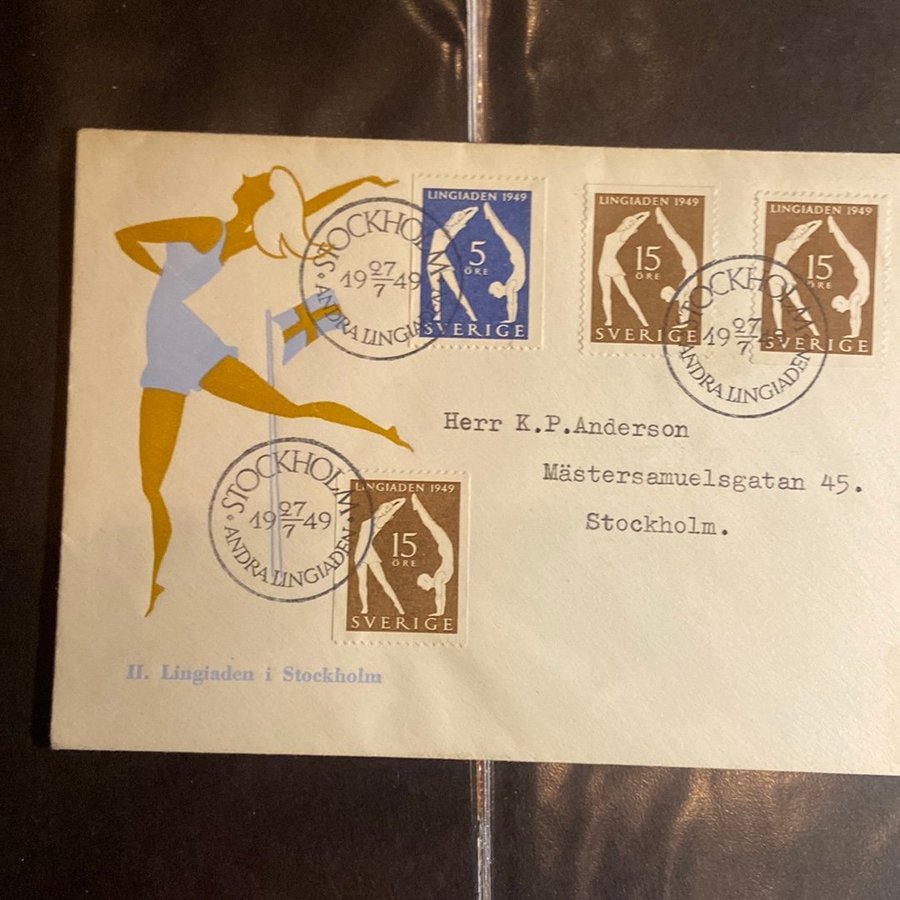 LINGIADEN 1949
5
ÖRE
SVERIGE
LINGIADEN 1949
15
ÖRE
SVERIGE
LINGIADEN 1949
15
ÖRE
SVERIGE
STOCKHOLM
19 27/7 49
ANDRA LINGIADEN
STOCKHOLM
19 27/7 49
ANDRA LINGIADEN
Herr K.P.Anderson
Mästersamuelsgatan 45.
Stockholm.
STOCKHOLM
19 27/7 49
ANDRA LINGIADEN
LINGIADEN 1949
15
ÖRE
SVERIGE
II. Lingiaden i Stockholm